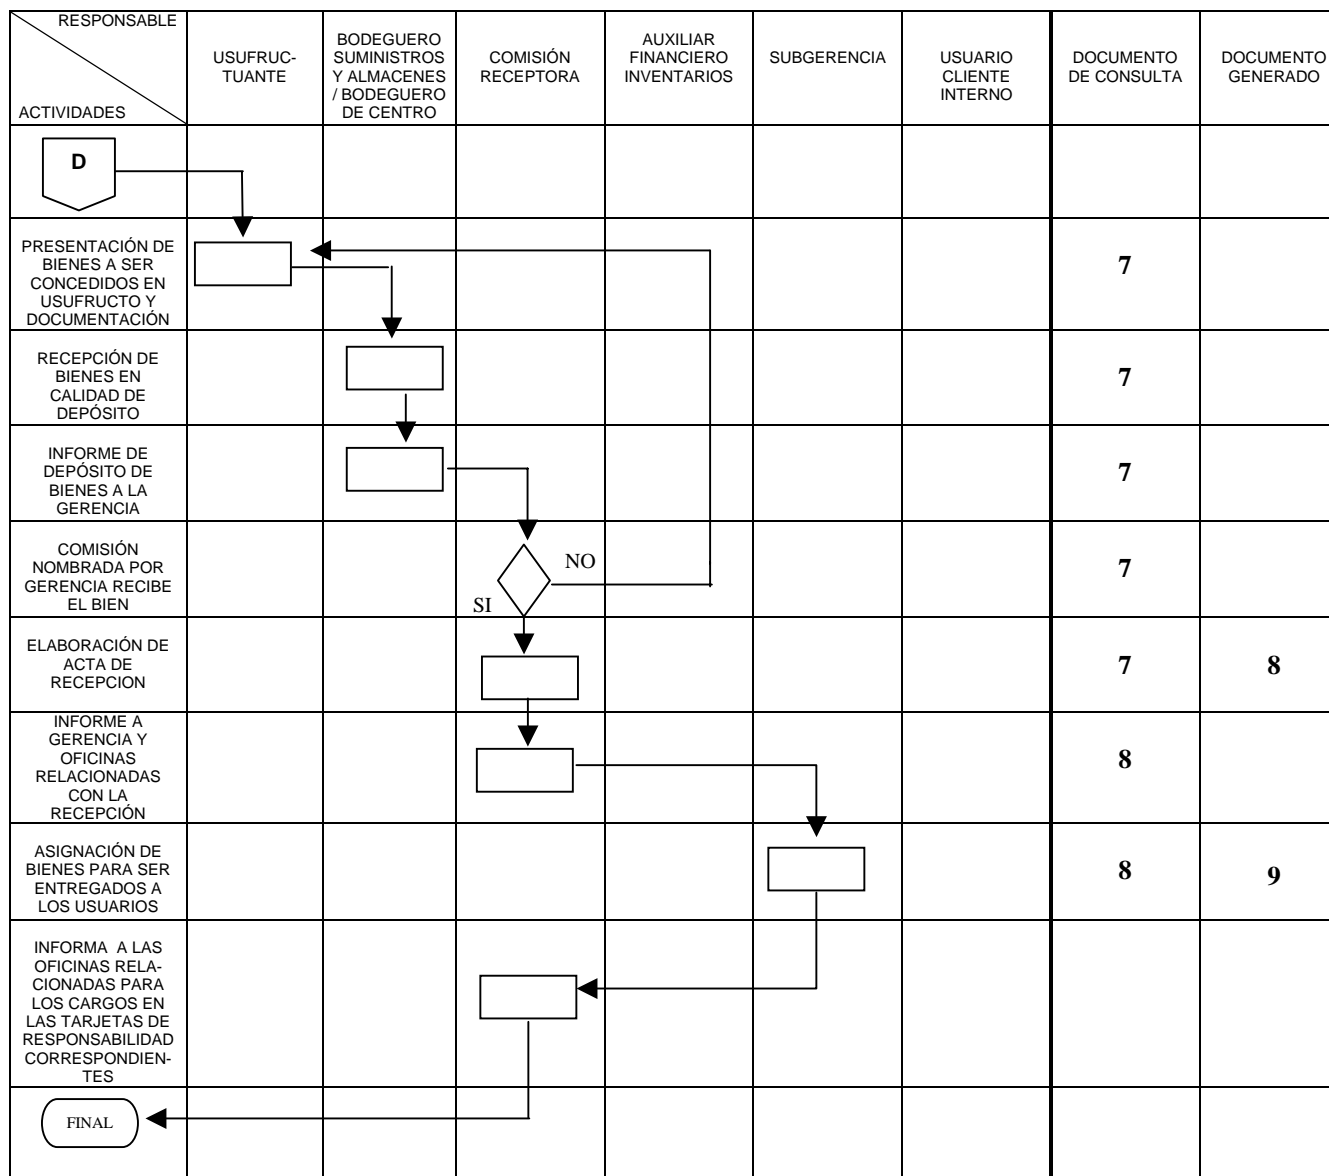 RESPONSABLE
ACTIVIDADES
USUFRUC-
TUANTE
BODEGUERO
SUMINISTROS
Y ALMACENES
/ BODEGUERO
DE CENTRO
COMISIÓN
RECEPTORA
AUXILIAR
FINANCIERO
INVENTARIOS
SUBGERENCIA
USUARIO
CLIENTE
INTERNO
DOCUMENTO
DE CONSULTA
DOCUMENTO
GENERADO
D
PRESENTACIÓN DE
BIENES A SER
CONCEDIDOS EN
USUFRUCTO Y
DOCUMENTACIÓN
7
RECEPCIÓN DE
BIENES EN
CALIDAD DE
DEPÓSITO
7
INFORME DE
DEPÓSITO DE
BIENES A LA
GERENCIA
7
COMISIÓN
NOMBRADA POR
GERENCIA RECIBE
EL BIEN
NO
SI
7
ELABORACIÓN DE
ACTA DE
RECEPCION
7
8
INFORME A
GERENCIA Y
OFICINAS
RELACIONADAS
CON LA
RECEPCIÓN
8
ASIGNACIÓN DE
BIENES PARA SER
ENTREGADOS A
LOS USUARIOS
8
9
INFORMA A LAS
OFICINAS RELA-
CIONADAS PARA
LOS CARGOS EN
LAS TARJETAS DE
RESPONSABILIDAD
CORRESPONDIEN-
TES
FINAL